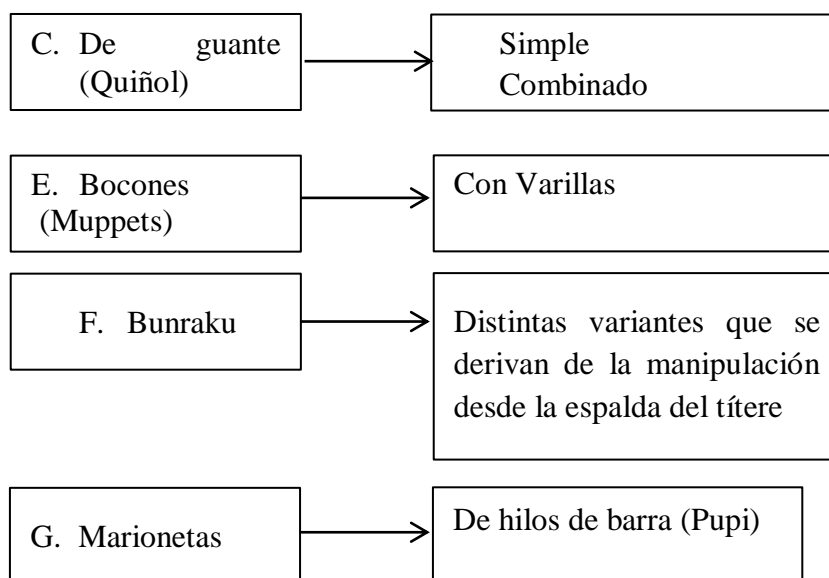 C. De guante
(Quiñol)
Simple
Combinado
E. Bocones
(Muppets)
Con Varillas
F. Bunraku
Distintas variantes que se
derivan de la manipulación
desde la espalda del títere
G. Marionetas
De hilos de barra (Pupi)